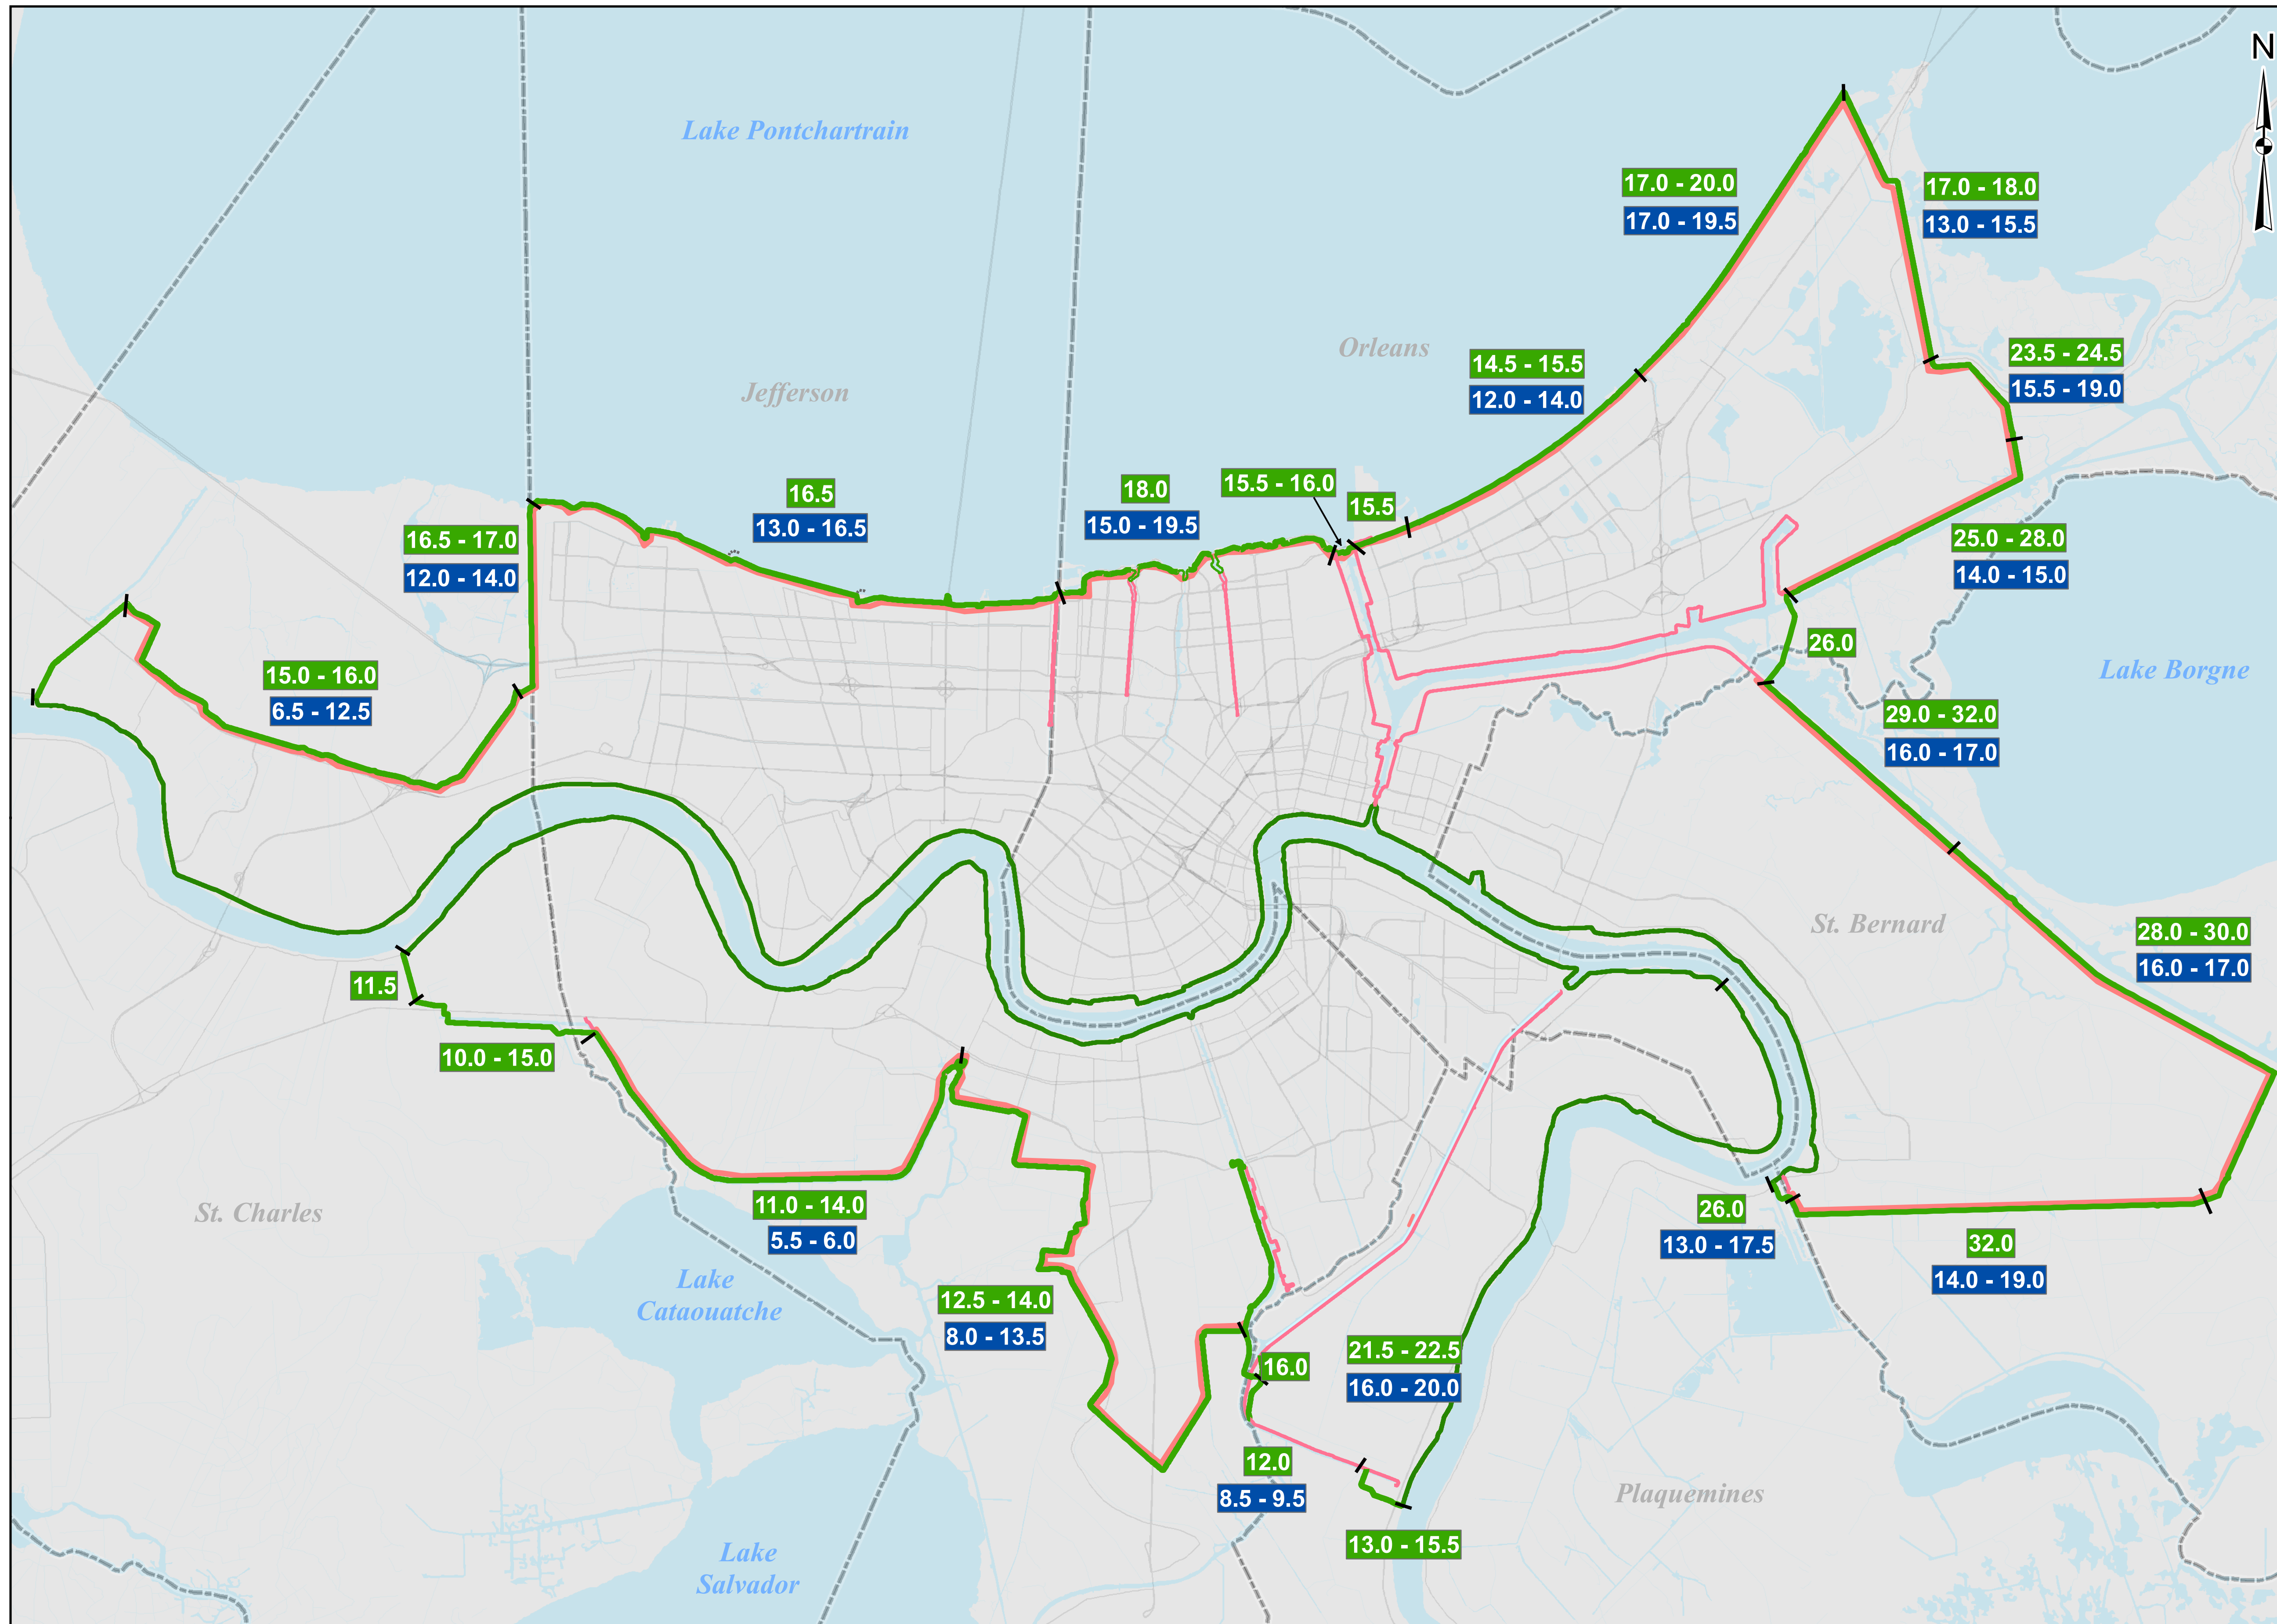 N
Lake Pontchartrain
17.0 - 20.0
17.0 - 19.5
17.0 - 18.0
13.0 - 15.5
Orleans
Jefferson
14.5 - 15.5
12.0 - 14.0
23.5 - 24.5
15.5 - 19.0
16.5
13.0 - 16.5
18.0
15.0 - 19.5
15.5 - 16.0
15.5
16.5 - 17.0
12.0 - 14.0
25.0 - 28.0
14.0 - 15.0
26.0
Lake Borgne
15.0 - 16.0
6.5 - 12.5
29.0 - 32.0
16.0 - 17.0
St. Bernard
28.0 - 30.0
16.0 - 17.0
11.5
10.0 - 15.0
St. Charles
11.0 - 14.0
5.5 - 6.0
26.0
13.0 - 17.5
32.0
14.0 - 19.0
Lake
Cataouatche
12.5 - 14.0
8.0 - 13.5
16.0
21.5 - 22.5
16.0 - 20.0
12.0
8.5 - 9.5
Plaquemines
13.0 - 15.5
Lake
Salvador